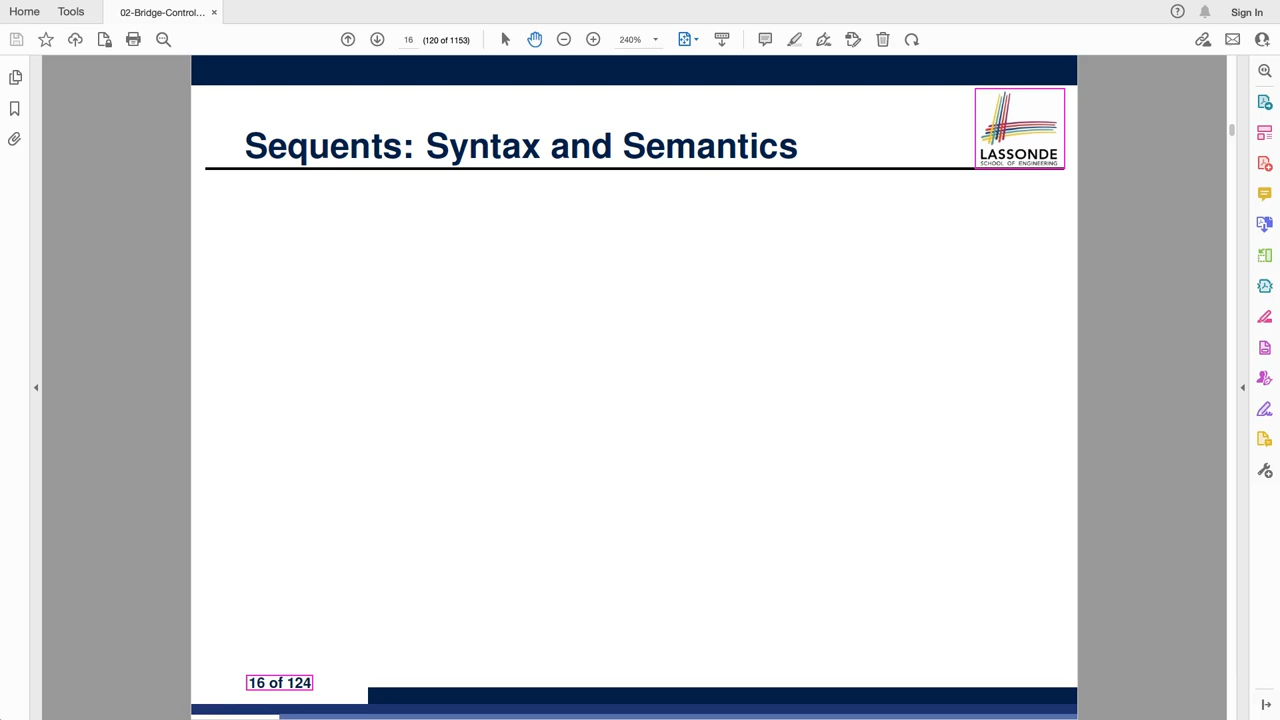 Home Tools 02-Bridge-Control... × Sign In
16 (120 of 1153) 240%
Sequents: Syntax and Semantics
LASSONDE
SCHOOL OF ENGINEERING
16 of 124